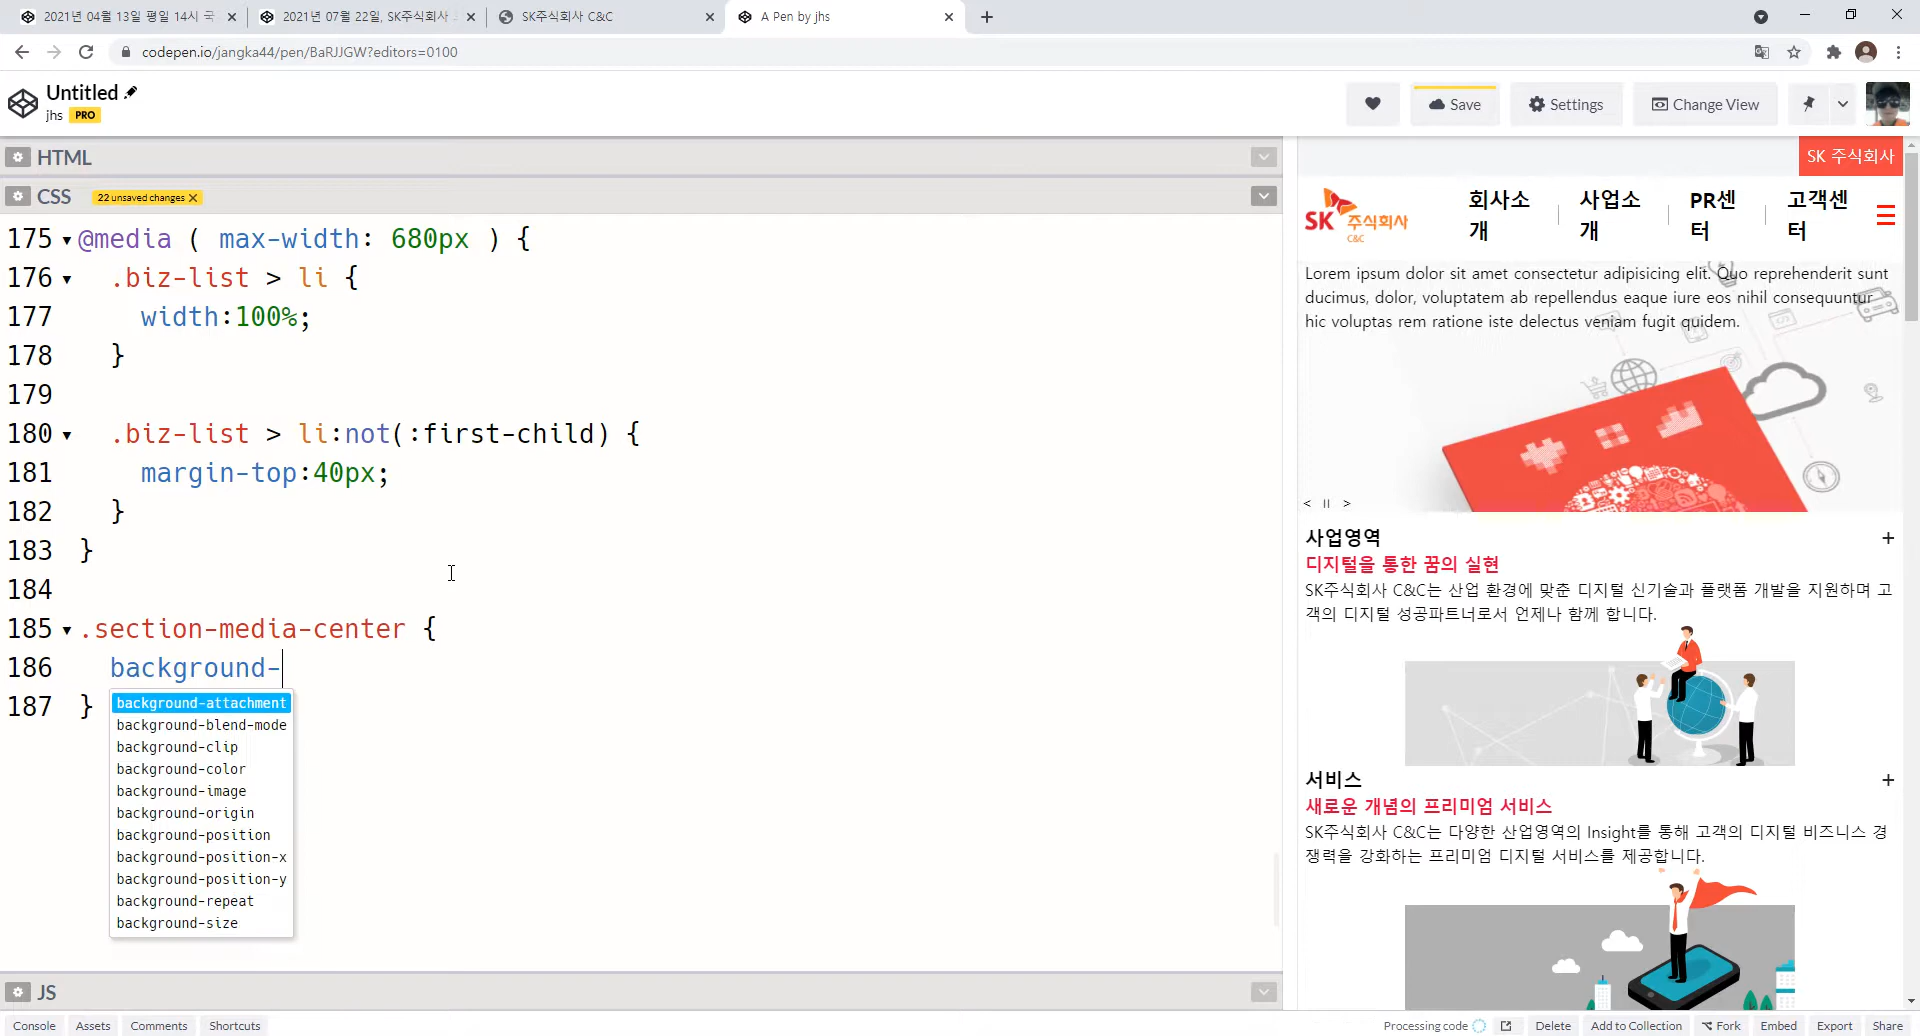 2021년 04월 13일 평일 14시 국
2021년 07월 22일, SK주식회사
SK주식회사 C&C
A Pen by jhs
codepen.io/jangka44/pen/BaRJJGW?editors=0100
Untitled
jhs PRO
Save
Settings
Change View
HTML
CSS
22 unsaved changes
175 @media ( max-width: 680px ) {
176 .biz-list > li {
177 width:100%;
178 }
179
180 .biz-list > li:not(:first-child) {
181 margin-top:40px;
182 }
183 }
184
185 .section-media-center {
186 background-
187 }
background-attachment
background-blend-mode
background-clip
background-color
background-image
background-origin
background-position
background-position-x
background-position-y
background-repeat
background-size
JS
SK 주식회사
SK 주식회사
C&C
회사소개
사업소개
PR센터
고객센터
Lorem ipsum dolor sit amet consectetur adipisicing elit. Quo reprehenderit sunt
ducimus, dolor, voluptatem ab repellendus eaque iure eos nihil consequuntur
hic voluptas rem ratione iste delectus veniam fugit quidem.
< II >
사업영역 +
디지털을 통한 꿈의 실현
SK주식회사 C&C는 산업 환경에 맞춘 디지털 신기술과 플랫폼 개발을 지원하며 고
객의 디지털 성공파트너로서 언제나 함께 합니다.
서비스 +
새로운 개념의 프리미엄 서비스
SK주식회사 C&C는 다양한 산업영역의 Insight를 통해 고객의 디지털 비즈니스 경
쟁력을 강화하는 프리미엄 디지털 서비스를 제공합니다.
Console Assets Comments Shortcuts
Processing code Delete Add to Collection Fork Embed Export Share